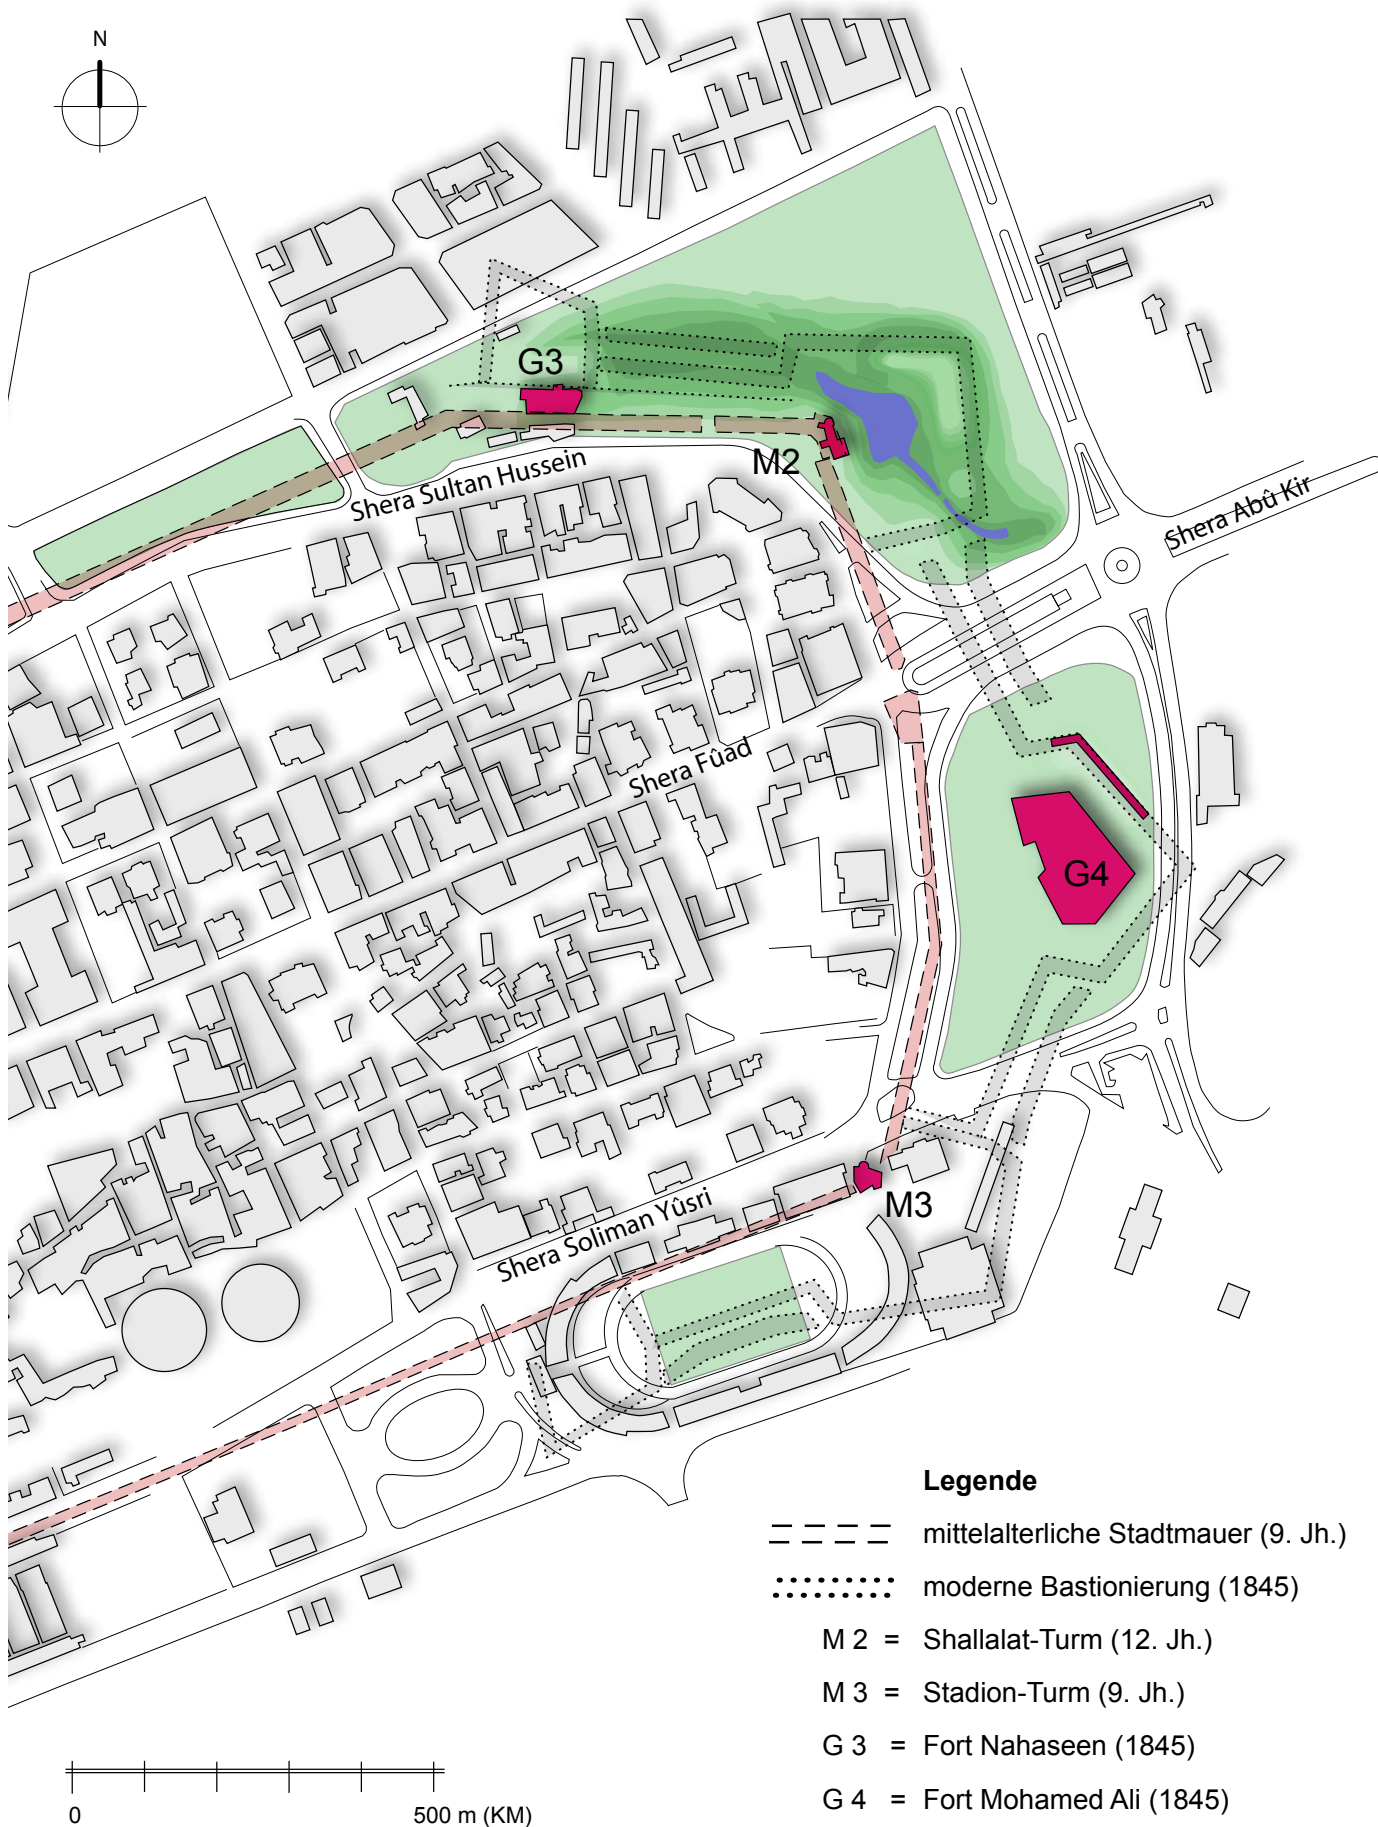 N
G3
M2
Shera Sultan Hussein
Shera Abû Kir
Shera Fûad
G4
M3
Shera Soliman Yûsri
Legende
mittelalterliche Stadtmauer (9. Jh.)
moderne Bastionierung (1845)
M 2 = Shallalat-Turm (12. Jh.)
M 3 = Stadion-Turm (9. Jh.)
G 3 = Fort Nahaseen (1845)
G 4 = Fort Mohamed Ali (1845)
0 500 m (KM)